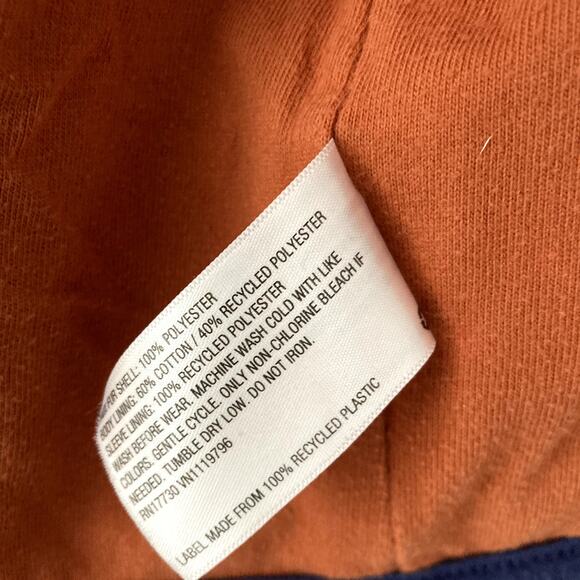 FUR SHELL: 100% POLYESTER
BODY LINING: 60% COTTON / 40% RECYCLED POLYESTER
SLEEVE LINING: 100% RECYCLED POLYESTER
WASH BEFORE WEAR. MACHINE WASH COLD WITH LIKE
COLORS. GENTLE CYCLE. ONLY NON-CHLORINE BLEACH IF
NEEDED. TUMBLE DRY LOW. DO NOT IRON.
RN17730 VN1119796
LABEL MADE FROM 100% RECYCLED PLASTIC